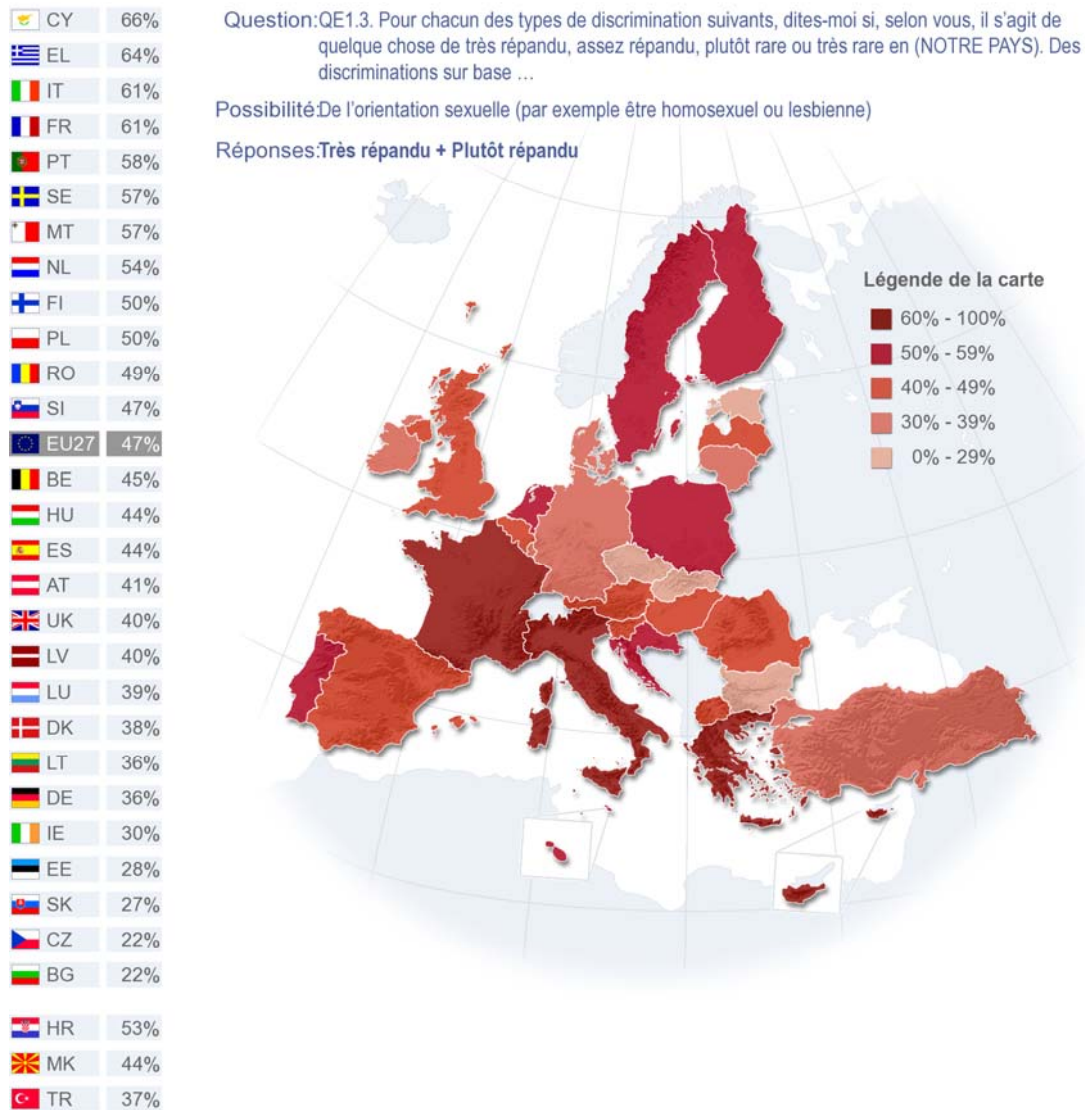 Question:QE1.3. Pour chacun des types de discrimination suivants, dites-moi si, selon vous, il s'agit de
quelque chose de très répandu, assez répandu, plutôt rare ou très rare en (NOTRE PAYS). Des
discriminations sur base …
Possibilité:De l'orientation sexuelle (par exemple être homosexuel ou lesbienne)
Réponses:Très répandu + Plutôt répandu
CY 66%
EL 64%
IT 61%
FR 61%
PT 58%
SE 57%
MT 57%
NL 54%
FI 50%
PL 50%
RO 49%
SI 47%
EU27 47%
BE 45%
HU 44%
ES 44%
AT 41%
UK 40%
LV 40%
LU 39%
DK 38%
LT 36%
DE 36%
IE 30%
EE 28%
SK 27%
CZ 22%
BG 22%
HR 53%
MK 44%
TR 37%
Légende de la carte
60% - 100%
50% - 59%
40% - 49%
30% - 39%
0% - 29%